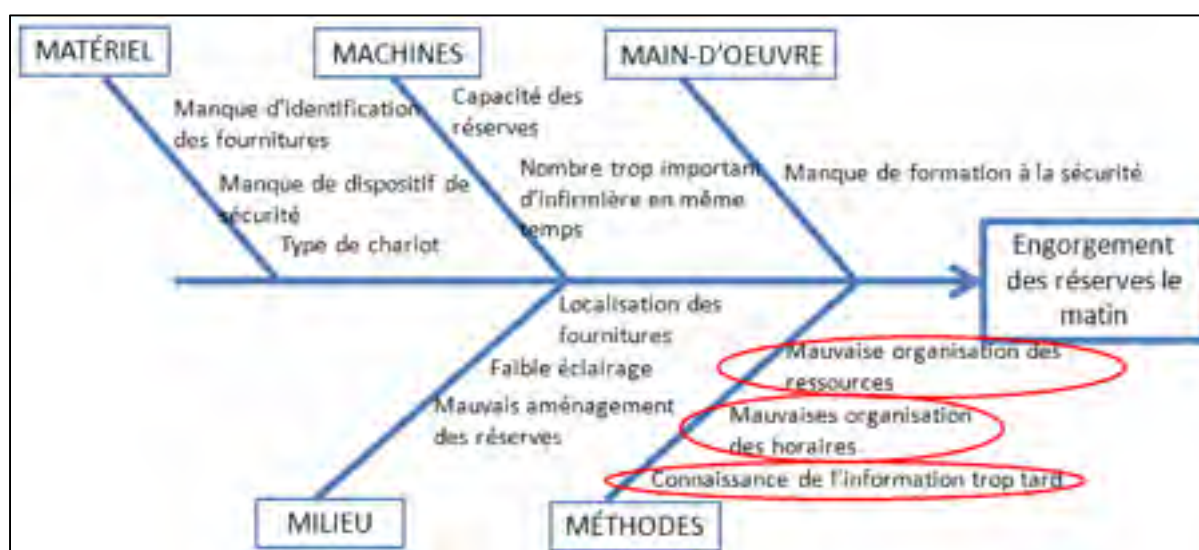 MATÉRIEL
MACHINES
MAIN-D'OEUVRE
Manque d'identification
des fournitures
Manque de dispositif de
sécurité
Type de chariot
Capacité des
réserves
Nombre trop important
d'infirmière en même
temps
Manque de formation à la sécurité
Engorgement
des réserves le
matin
Localisation des
fournitures
Faible éclairage
Mauvais aménagement
des réserves
Mauvaise organisation des
ressources
Mauvaises organisation
des horaires
Connaissance de l'information trop tard
MILIEU
MÉTHODES